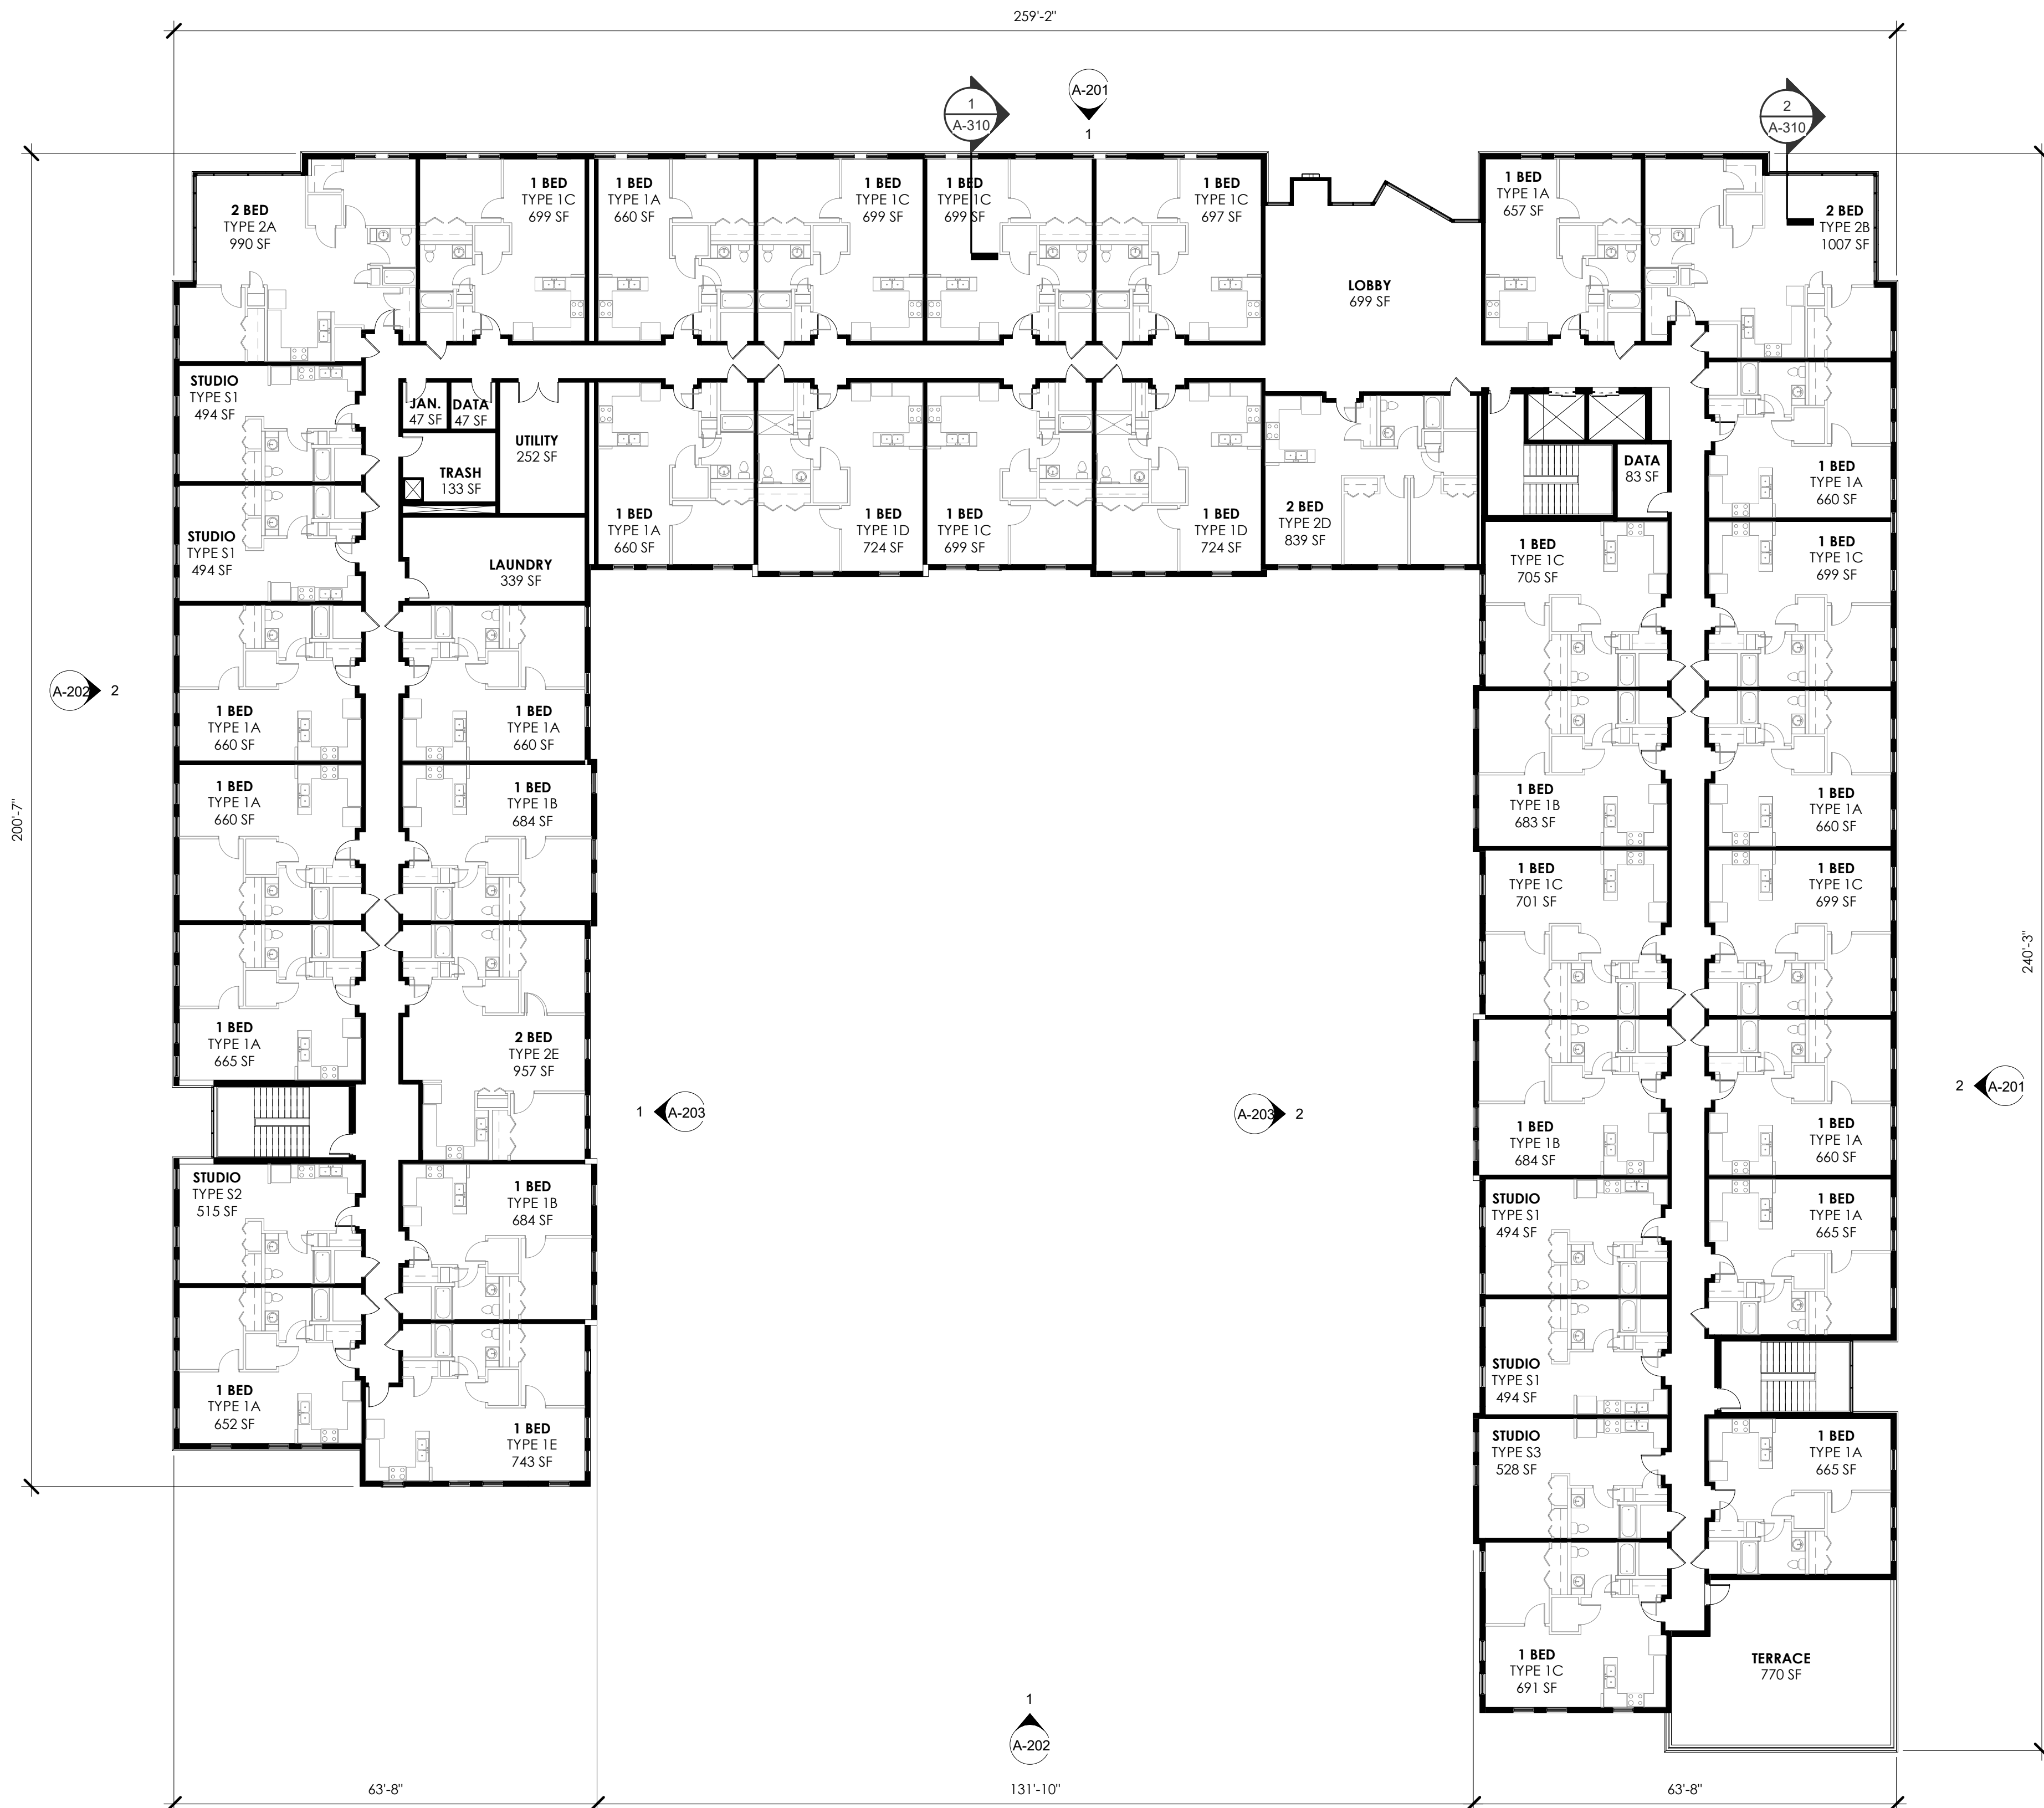 259'-2"
A-201
1
1
A-310
2
A-310
2 BED
TYPE 2A
990 SF
1 BED
TYPE 1C
699 SF
1 BED
TYPE 1A
660 SF
1 BED
TYPE 1C
699 SF
1 BED
TYPE 1C
699 SF
1 BED
TYPE 1C
697 SF
LOBBY
699 SF
1 BED
TYPE 1A
657 SF
2 BED
TYPE 2B
1007 SF
STUDIO
TYPE S1
494 SF
JAN.
47 SF
DATA
47 SF
UTILITY
252 SF
TRASH
133 SF
1 BED
TYPE 1A
660 SF
1 BED
TYPE 1D
724 SF
1 BED
TYPE 1C
699 SF
1 BED
TYPE 1D
724 SF
2 BED
TYPE 2D
839 SF
DATA
83 SF
1 BED
TYPE 1A
660 SF
STUDIO
TYPE S1
494 SF
LAUNDRY
339 SF
1 BED
TYPE 1C
705 SF
1 BED
TYPE 1C
699 SF
A-202
2
1 BED
TYPE 1A
660 SF
1 BED
TYPE 1A
660 SF
200'-7"
1 BED
TYPE 1A
660 SF
1 BED
TYPE 1B
684 SF
1 BED
TYPE 1B
683 SF
1 BED
TYPE 1A
660 SF
1 BED
TYPE 1C
701 SF
1 BED
TYPE 1C
699 SF
240'-3"
1 BED
TYPE 1A
665 SF
2 BED
TYPE 2E
957 SF
1
A-203
A-203
2
1 BED
TYPE 1B
684 SF
1 BED
TYPE 1A
660 SF
2
A-201
STUDIO
TYPE S2
515 SF
1 BED
TYPE 1B
684 SF
STUDIO
TYPE S1
494 SF
1 BED
TYPE 1A
665 SF
1 BED
TYPE 1A
652 SF
1 BED
TYPE 1E
743 SF
STUDIO
TYPE S1
494 SF
STUDIO
TYPE S3
528 SF
1 BED
TYPE 1A
665 SF
1 BED
TYPE 1C
691 SF
TERRACE
770 SF
1
A-202
63'-8"
131'-10"
63'-8"